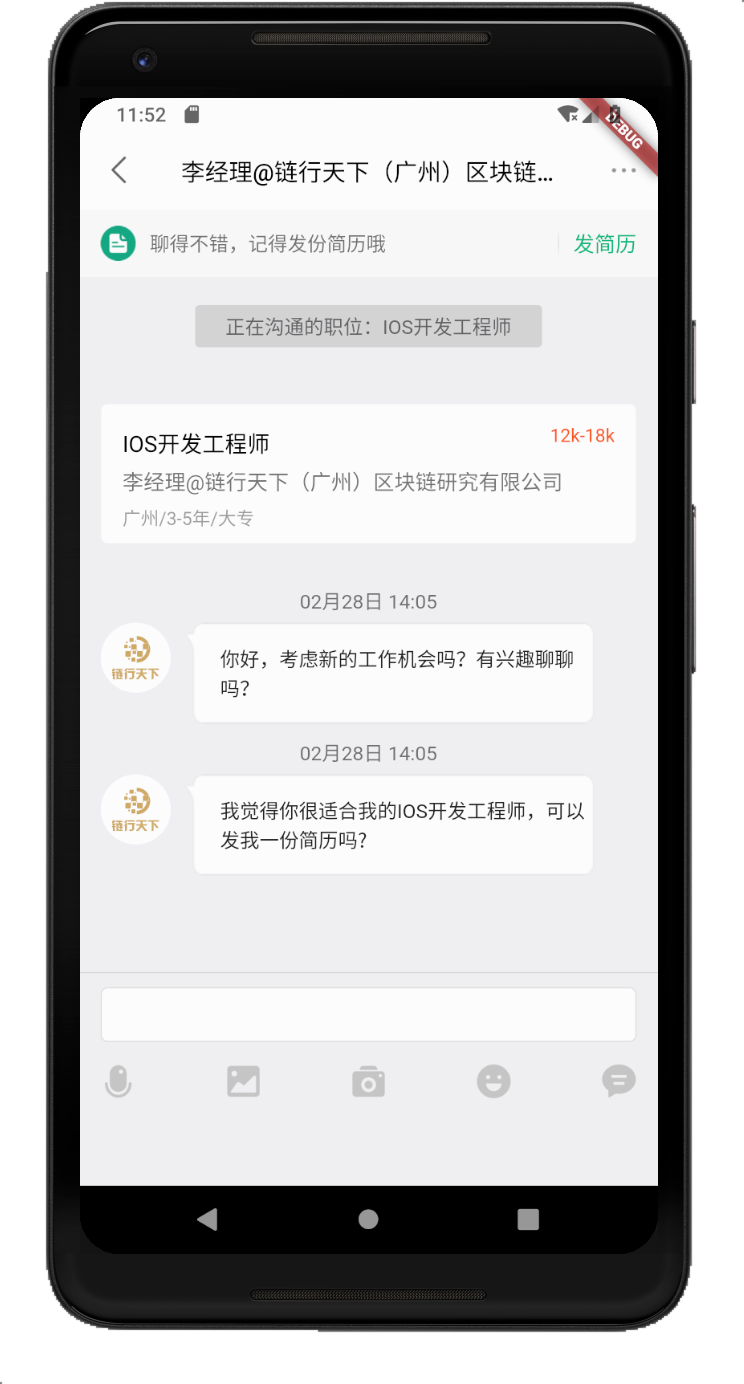 11:52
DEBUG
李经理@链行天下（广州）区块链...
聊得不错，记得发份简历哦
发简历
正在沟通的职位：IOS开发工程师
IOS开发工程师
12k-18k
李经理@链行天下（广州）区块链研究有限公司
广州/3-5年/大专
02月28日 14:05
链行天下
你好，考虑新的工作机会吗？有兴趣聊聊
吗？
02月28日 14:05
链行天下
我觉得你很适合我的IOS开发工程师，可以
发我一份简历吗?